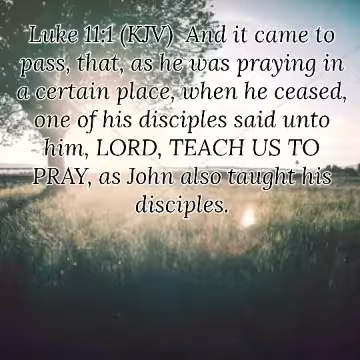 Luke 11:1 (KJV)  And it came to
pass, that, as he was praying in
a certain place, when he ceased,
one of his disciples said unto
him, LORD, TEACH US TO
PRAY, as John also taught his
disciples.